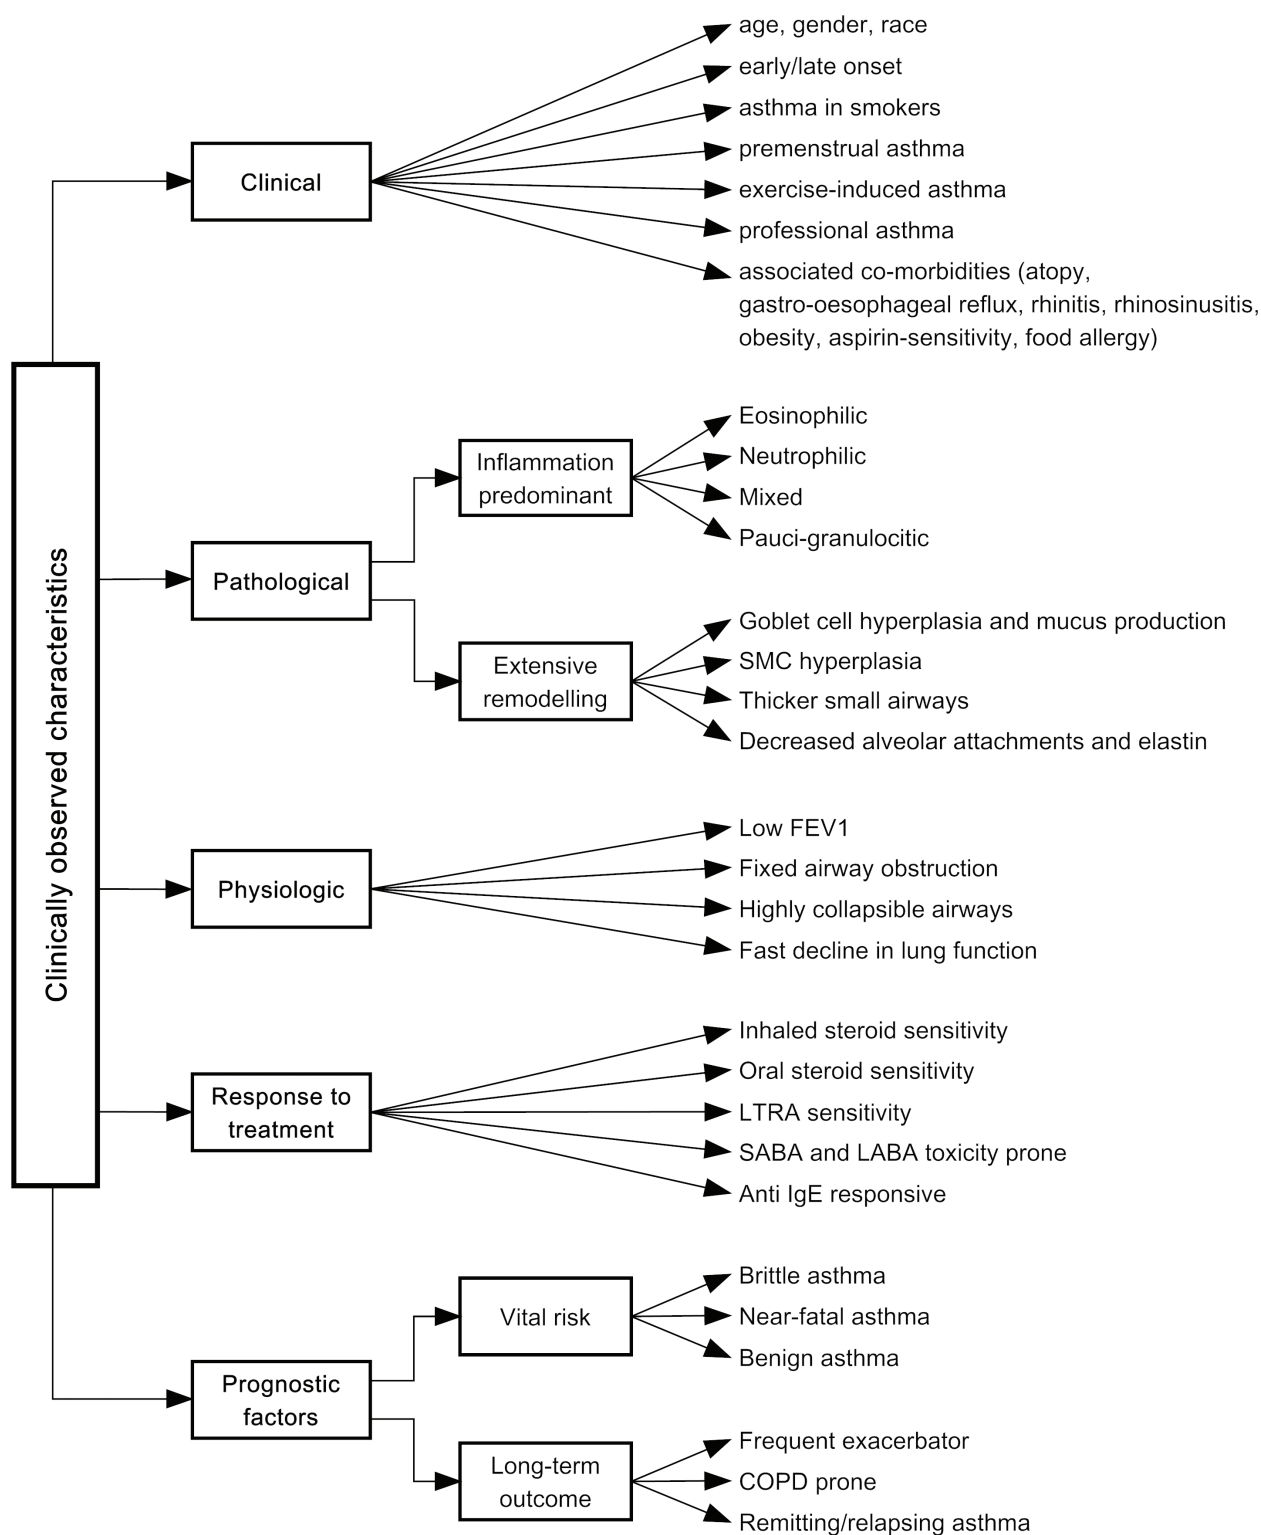 Clinically observed characteristics
Clinical
age, gender, race
early/late onset
asthma in smokers
premenstrual asthma
exercise-induced asthma
professional asthma
associated co-morbidities (atopy,
gastro-oesophageal reflux, rhinitis, rhinosinusitis,
obesity, aspirin-sensitivity, food allergy)
Pathological
Inflammation
predominant
Eosinophilic
Neutrophilic
Mixed
Pauci-granulocitic
Extensive
remodelling
Goblet cell hyperplasia and mucus production
SMC hyperplasia
Thicker small airways
Decreased alveolar attachments and elastin
Physiologic
Low FEV1
Fixed airway obstruction
Highly collapsible airways
Fast decline in lung function
Response to
treatment
Inhaled steroid sensitivity
Oral steroid sensitivity
LTRA sensitivity
SABA and LABA toxicity prone
Anti IgE responsive
Prognostic
factors
Vital risk
Brittle asthma
Near-fatal asthma
Benign asthma
Long-term
outcome
Frequent exacerbator
COPD prone
Remitting/relapsing asthma